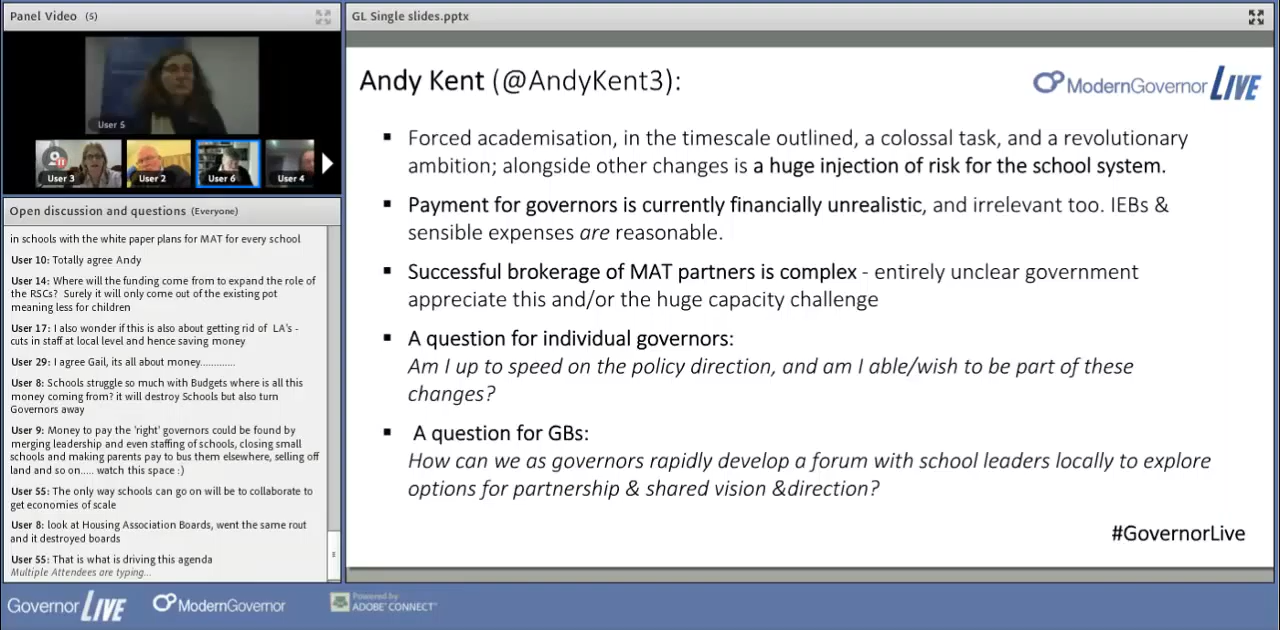 Panel Video (5)
User 5
User 3
User 2
User 6
User 4
Open discussion and questions (Everyone)
in schools with the white paper plans for MAT for every school
User 10: Totally agree Andy
User 14: Where will the funding come from to expand the role of
the RSCs? Surely it will only come out of the existing pot
meaning less for children
User 17: I also wonder if this is also about getting rid of LA's -
cuts in staff at local level and hence saving money
User 29: I agree Gail, its all about money.............
User 8: Schools struggle so much with Budgets where is all this
money coming from? it will destroy Schools but also turn
Governors away
User 9: Money to pay the 'right' governors could be found by
merging leadership and even staffing of schools, closing small
schools and making parents pay to bus them elsewhere, selling off
land and so on..... watch this space :)
User 55: The only way schools can go on will be to collaborate to
get economies of scale
User 8: look at Housing Association Boards, went the same rout
and it destroyed boards
User 55: That is what is driving this agenda
Multiple Attendees are typing...
GL Single slides.pptx
Andy Kent (@AndyKent3):
ModernGovernor LIVE
▪ Forced academisation, in the timescale outlined, a colossal task, and a revolutionary
ambition; alongside other changes is a huge injection of risk for the school system.
▪ Payment for governors is currently financially unrealistic, and irrelevant too. IEBs &
sensible expenses are reasonable.
▪ Successful brokerage of MAT partners is complex - entirely unclear government
appreciate this and/or the huge capacity challenge
▪ A question for individual governors:
Am I up to speed on the policy direction, and am I able/wish to be part of these
changes?
▪ A question for GBs:
How can we as governors rapidly develop a forum with school leaders locally to explore
options for partnership & shared vision &direction?
#GovernorLive
Governor LIVE
ModernGovernor
Powered by
ADOBE CONNECT™